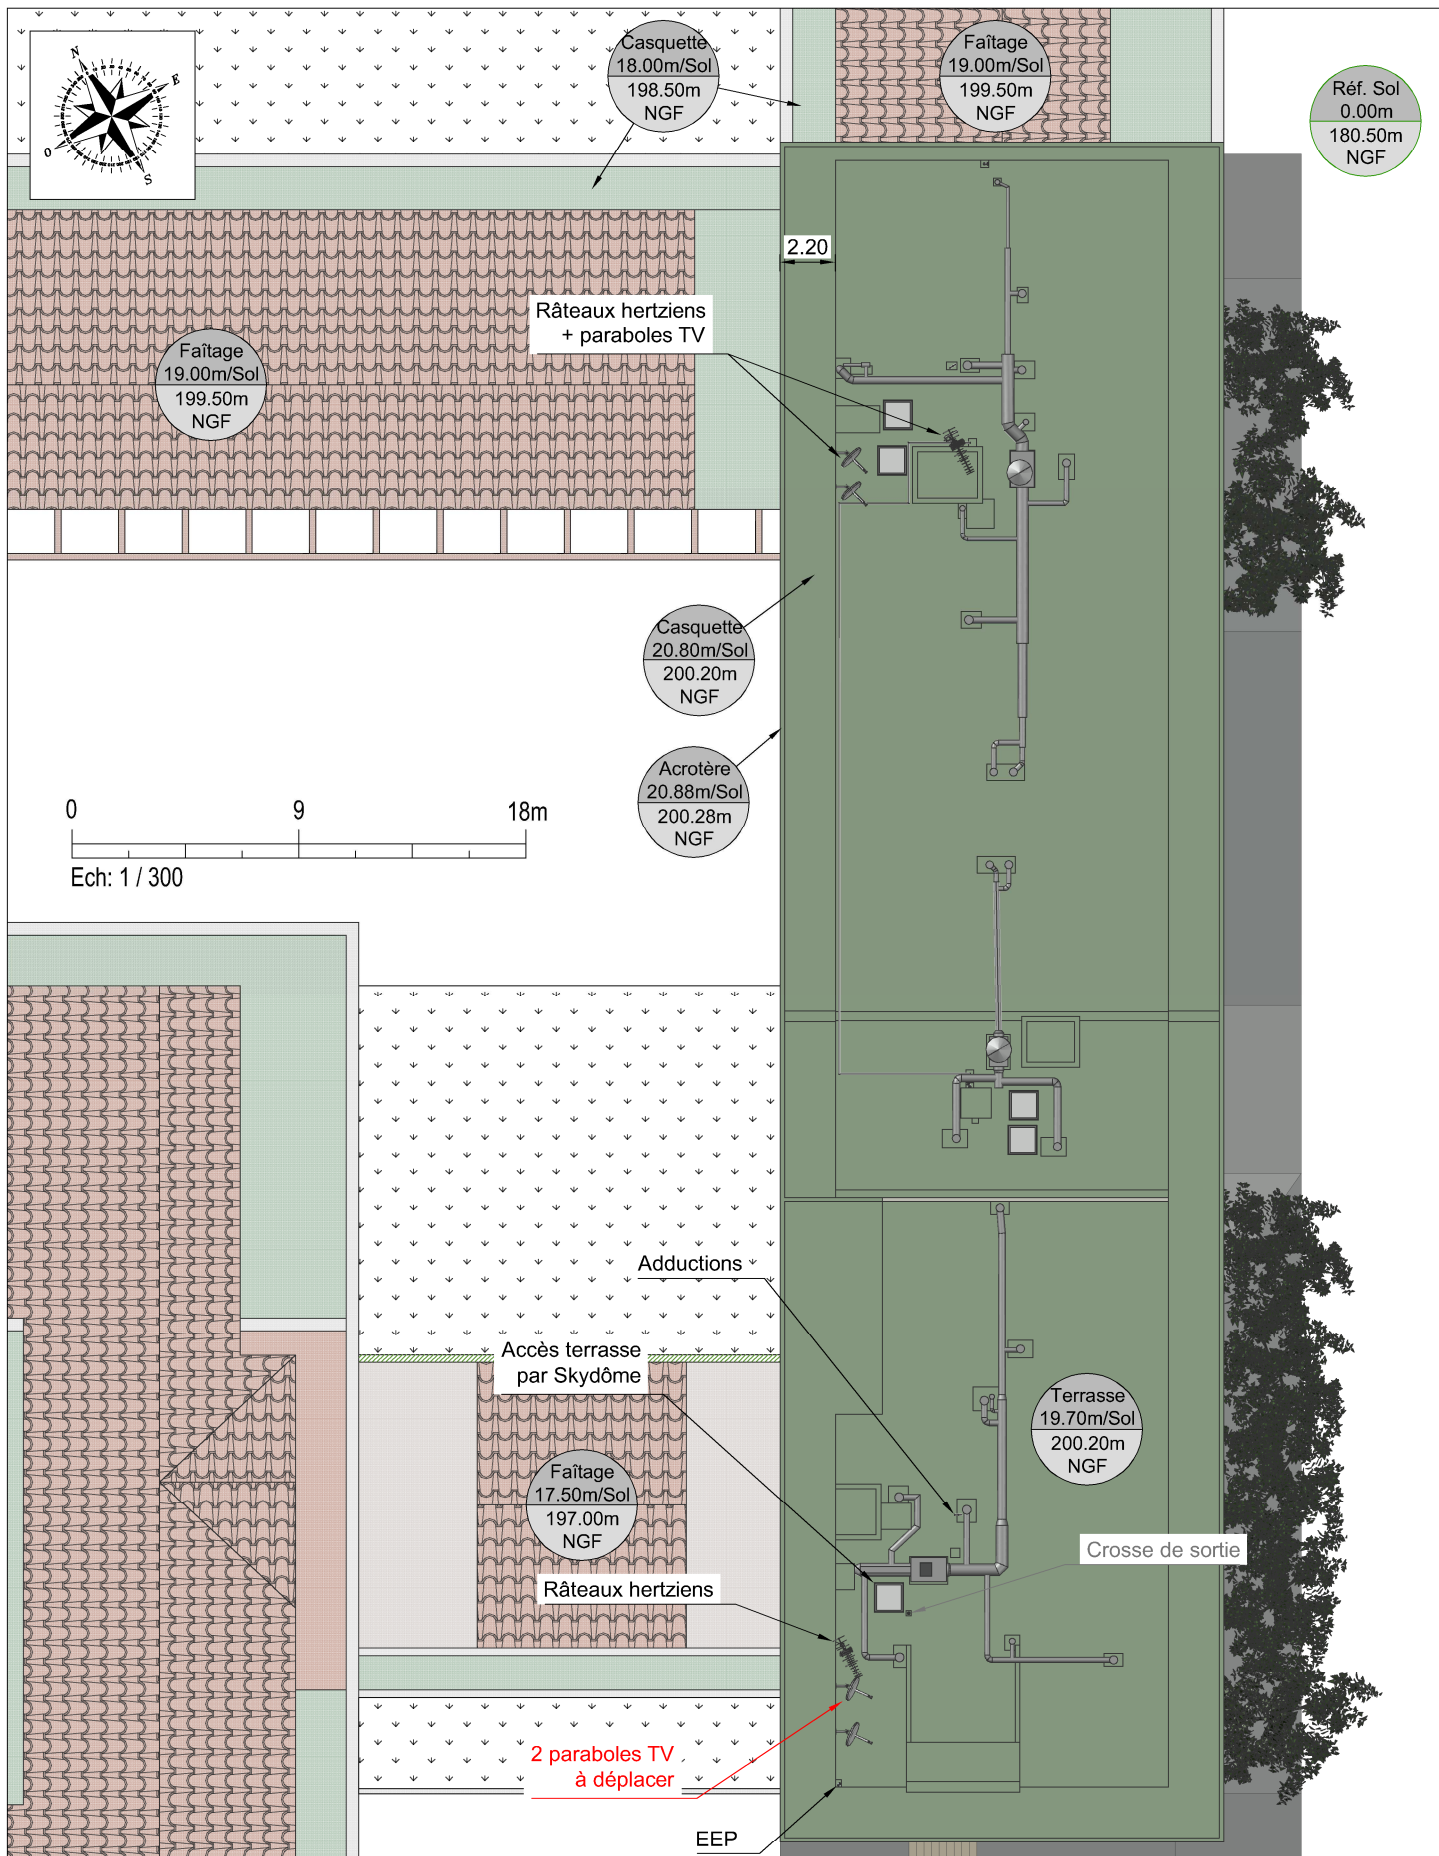 N
E
O
S
Casquette
18.00m/Sol
198.50m
NGF
Faîtage
19.00m/Sol
199.50m
NGF
Réf. Sol
0.00m
180.50m
NGF
2.20
Râteaux hertziens
+ paraboles TV
Faîtage
19.00m/Sol
199.50m
NGF
Casquette
20.80m/Sol
200.20m
NGF
Acrotère
20.88m/Sol
200.28m
NGF
0 9 18m
Ech: 1 / 300
Adductions
Accès terrasse
par Skydôme
Terrasse
19.70m/Sol
200.20m
NGF
Faîtage
17.50m/Sol
197.00m
NGF
Crosse de sortie
Râteaux hertziens
2 paraboles TV
à déplacer
EEP